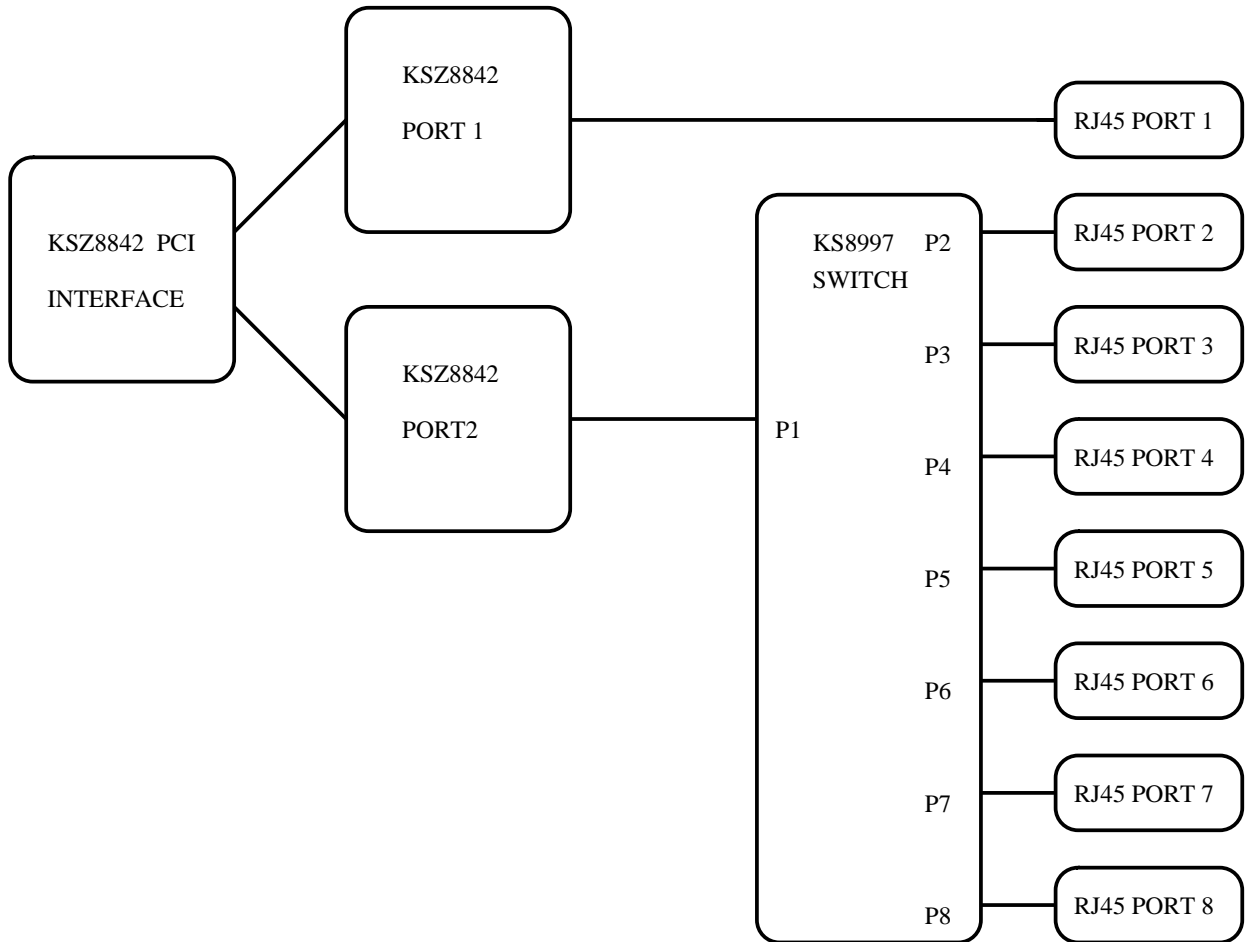 KSZ8842
PORT 1
KSZ8842 PCI
INTERFACE
KSZ8842
PORT2
KS8997
SWITCH
P1
P2
P3
P4
P5
P6
P7
P8
RJ45 PORT 1
RJ45 PORT 2
RJ45 PORT 3
RJ45 PORT 4
RJ45 PORT 5
RJ45 PORT 6
RJ45 PORT 7
RJ45 PORT 8